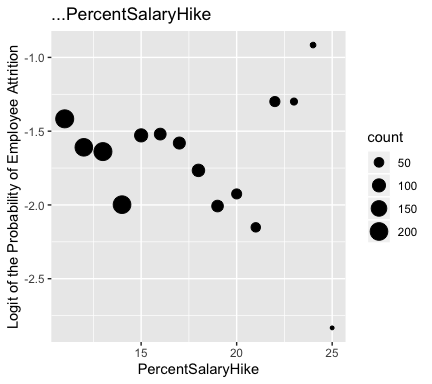 ...PercentSalaryHike
Logit of the Probability of Employee Attrition
-1.0
-1.5
-2.0
-2.5
15
20
25
PercentSalaryHike
count
50
100
150
200